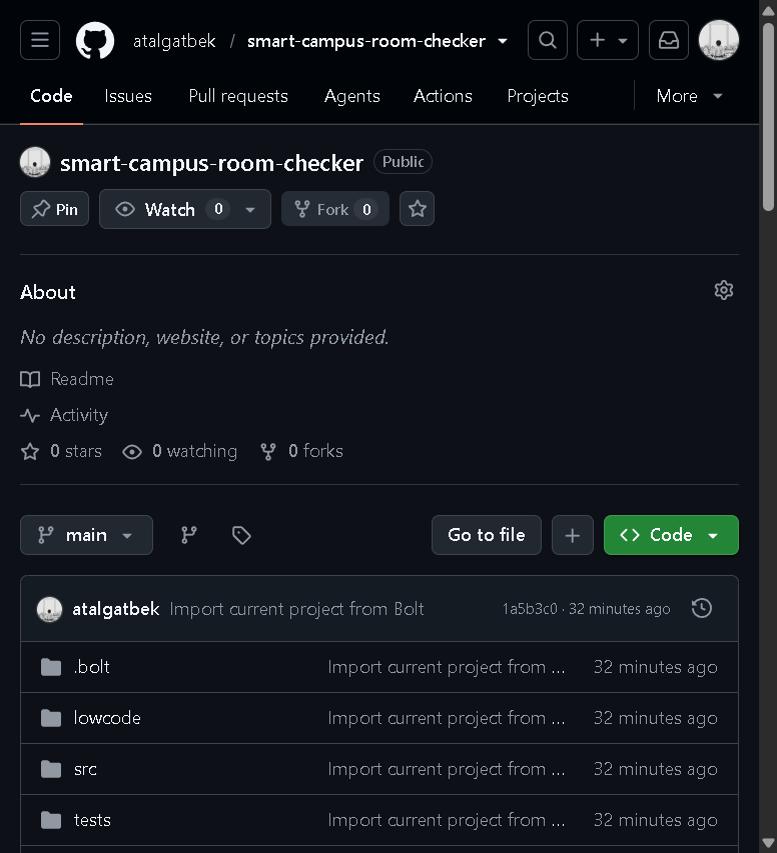 atalgatbek / smart-campus-room-checker
Code Issues Pull requests Agents Actions Projects More
smart-campus-room-checker Public
Pin Watch 0 Fork 0
About
No description, website, or topics provided.
Readme
Activity
0 stars 0 watching 0 forks
main Go to file Code
atalgatbek Import current project from Bolt 1a5b3c0 · 32 minutes ago
.bolt Import current project from ... 32 minutes ago
lowcode Import current project from ... 32 minutes ago
src Import current project from ... 32 minutes ago
tests Import current project from ... 32 minutes ago